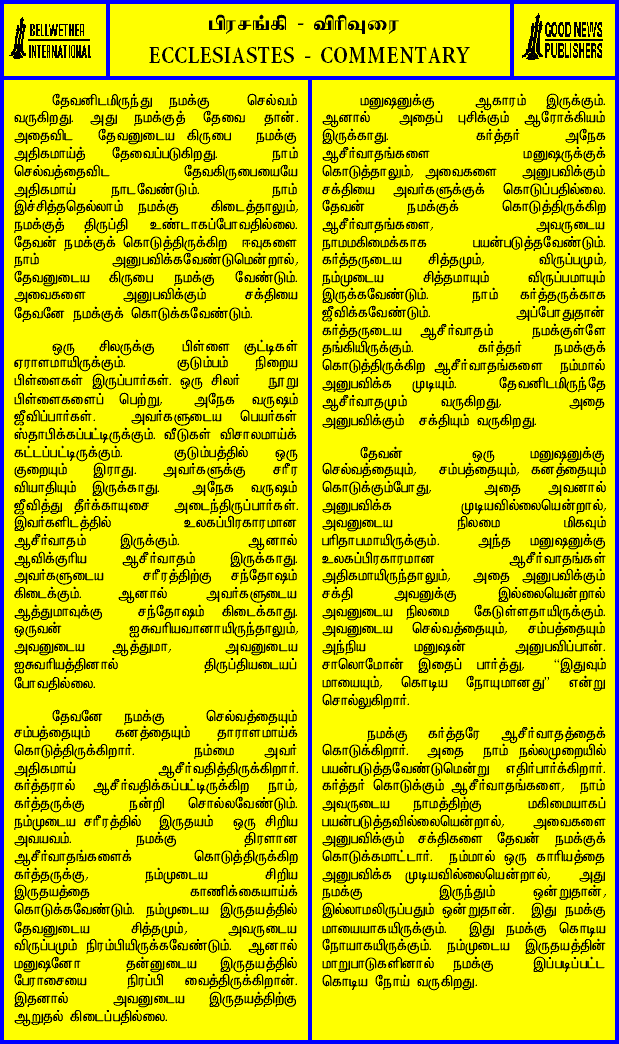 BELLWETHER
INTERNATIONAL
பிரசங்கி - விரிவுரை
ECCLESIASTES - COMMENTARY
GOOD NEWS
PUBLISHERS
தேவனிடமிருந்து நமக்கு செல்வம்
வருகிறது. அது நமக்குத் தேவை தான்.
அதைவிட தேவனுடைய கிருபை நமக்கு
அதிகமாய்த் தேவைப்படுகிறது. நாம்
செல்வத்தைவிட தேவகிருபையையே
அதிகமாய் நாடவேண்டும். நாம்
இச்சித்ததெல்லாம் நமக்கு கிடைத்தாலும்,
நமக்குத் திருப்தி உண்டாகப்போவதில்லை.
தேவன் நமக்குக் கொடுத்திருக்கிற ஈவுகளை
நாம் அனுபவிக்கவேண்டுமென்றால்,
தேவனுடைய கிருபை நமக்கு வேண்டும்.
அவைகளை அனுபவிக்கும் சக்தியை
தேவனே நமக்குக் கொடுக்கவேண்டும்.
ஒரு சிலருக்கு பிள்ளை குட்டிகள்
ஏராளமாயிருக்கும். குடும்பம் நிறைய
பிள்ளைகள் இருப்பார்கள். ஒரு சிலர் நூறு
பிள்ளைகளைப் பெற்று, அநேக வருஷம்
ஜீவிப்பார்கள். அவர்களுடைய பெயர்கள்
ஸ்தாபிக்கப்பட்டிருக்கும். வீடுகள் விசாலமாய்க்
கட்டப்பட்டிருக்கும். குடும்பத்தில் ஒரு
குறையும் இராது. அவர்களுக்கு சரீர
வியாதியும் இருக்காது. அநேக வருஷம்
ஜீவித்து தீர்க்காயுசை அடைந்திருப்பார்கள்.
இவர்களிடத்தில் உலகப்பிரகாரமான
ஆசீர்வாதம் இருக்கும். ஆனால்
ஆவிக்குரிய ஆசீர்வாதம் இருக்காது.
அவர்களுடைய சரீரத்திற்கு சந்தோஷம்
கிடைக்கும். ஆனால் அவர்களுடைய
ஆத்துமாவுக்கு சந்தோஷம் கிடைக்காது.
ஒருவன் ஐசுவரியவானாயிருந்தாலும்,
அவனுடைய ஆத்துமா, அவனுடைய
ஐசுவரியத்தினால் திருப்தியடையப்
போவதில்லை.
தேவனே நமக்கு செல்வத்தையும்
சம்பத்தையும் கனத்தையும் தாராளமாய்க்
கொடுத்திருக்கிறார். நம்மை அவர்
அதிகமாய் ஆசீர்வதித்திருக்கிறார்.
கர்த்தரால் ஆசீர்வதிக்கப்பட்டிருக்கிற நாம்,
கர்த்தருக்கு நன்றி சொல்லவேண்டும்.
நம்முடைய சரீரத்தில் இருதயம் ஒரு சிறிய
அவயவம். நமக்கு திரளான
ஆசீர்வாதங்களைக் கொடுத்திருக்கிற
கர்த்தருக்கு, நம்முடைய சிறிய
இருதயத்தை காணிக்கையாய்க்
கொடுக்கவேண்டும். நம்முடைய இருதயத்தில்
தேவனுடைய சித்தமும், அவருடைய
விருப்பமும் நிரம்பியிருக்கவேண்டும். ஆனால்
மனுஷனோ தன்னுடைய இருதயத்தில்
பேராசையை நிரப்பி வைத்திருக்கிறான்.
இதனால் அவனுடைய இருதயத்திற்கு
ஆறுதல் கிடைப்பதில்லை.
மனுஷனுக்கு ஆகாரம் இருக்கும்.
ஆனால் அதைப் புசிக்கும் ஆரோக்கியம்
இருக்காது. கர்த்தர் அநேக
ஆசீர்வாதங்களை மனுஷருக்குக்
கொடுத்தாலும், அவைகளை அனுபவிக்கும்
சக்தியை அவர்களுக்குக் கொடுப்பதில்லை.
தேவன் நமக்குக் கொடுத்திருக்கிற
ஆசீர்வாதங்களை, அவருடைய
நாமமகிமைக்காக பயன்படுத்தவேண்டும்.
கர்த்தருடைய சித்தமும், விருப்பமும்,
நம்முடைய சித்தமாயும் விருப்பமாயும்
இருக்கவேண்டும். நாம் கர்த்தருக்காக
ஜீவிக்கவேண்டும். அப்போதுதான்
கர்த்தருடைய ஆசீர்வாதம் நமக்குள்ளே
தங்கியிருக்கும். கர்த்தர் நமக்குக்
கொடுத்திருக்கிற ஆசீர்வாதங்களை நம்மால்
அனுபவிக்க முடியும். தேவனிடமிருந்தே
ஆசீர்வாதமும் வருகிறது, அதை
அனுபவிக்கும் சக்தியும் வருகிறது.
தேவன் ஒரு மனுஷனுக்கு
செல்வத்தையும், சம்பத்தையும், கனத்தையும்
கொடுக்கும்போது, அதை அவனால்
அனுபவிக்க முடியவில்லையென்றால்,
அவனுடைய நிலமை மிகவும்
பரிதாபமாயிருக்கும். அந்த மனுஷனுக்கு
உலகப்பிரகாரமான ஆசீர்வாதங்கள்
அதிகமாயிருந்தாலும், அதை அனுபவிக்கும்
சக்தி அவனுக்கு இல்லையென்றால்
அவனுடைய நிலமை கேடுள்ளதாயிருக்கும்.
அவனுடைய செல்வத்தையும், சம்பத்தையும்
அந்நிய மனுஷன் அனுபவிப்பான்.
சாலொமோன் இதைப் பார்த்து, "இதுவும்
மாயையும், கொடிய நோயுமானது" என்று
சொல்லுகிறார்.
நமக்கு கர்த்தரே ஆசீர்வாதத்தைக்
கொடுக்கிறார். அதை நாம் நல்லமுறையில்
பயன்படுத்தவேண்டுமென்று எதிர்பார்க்கிறார்.
கர்த்தர் கொடுக்கும் ஆசீர்வாதங்களை, நாம்
அவருடைய நாமத்திற்கு மகிமையாகப்
பயன்படுத்தவில்லையென்றால், அவைகளை
அனுபவிக்கும் சக்திகளை தேவன் நமக்குக்
கொடுக்கமாட்டார். நம்மால் ஒரு காரியத்தை
அனுபவிக்க முடியவில்லையென்றால், அது
நமக்கு இருந்தும் ஒன்றுதான்,
இல்லாமலிருப்பதும் ஒன்றுதான். இது நமக்கு
மாயையாகயிருக்கும். இது நமக்கு கொடிய
நோயாகயிருக்கும். நம்முடைய இருதயத்தின்
மாறுபாடுகளினால் நமக்கு இப்படிப்பட்ட
கொடிய நோய் வருகிறது.